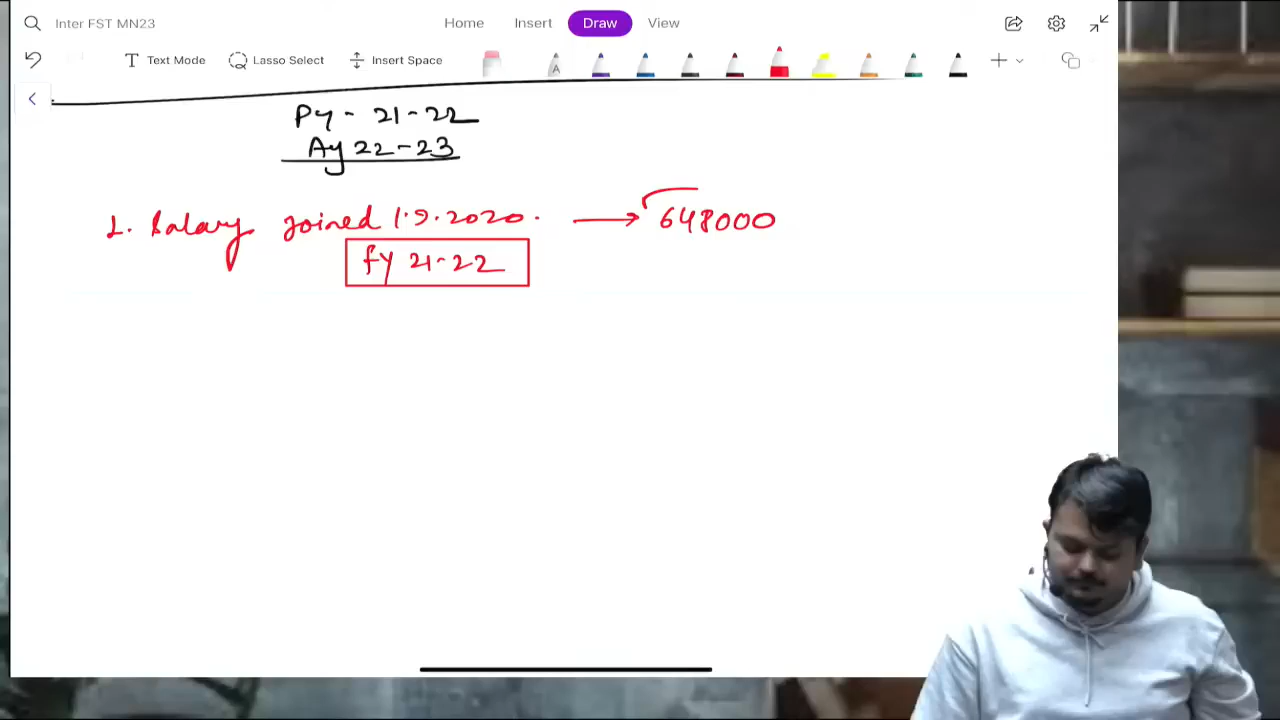 Inter FST MN23
Home Insert Draw View
T Text Mode Lasso Select Insert Space
A
Py - 21-22
Ay 22-23
1. Salary joined 1.9.2020. → 648000
fy 21-22